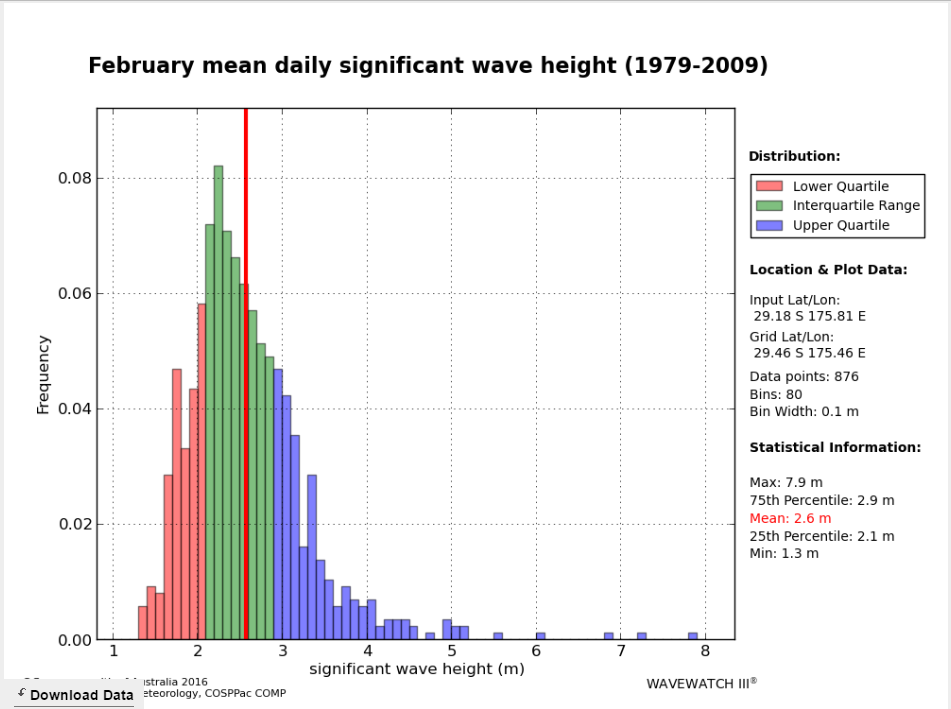 February mean daily significant wave height (1979-2009)
0.08
0.06
0.04
0.02
0.00
Frequency
1 2 3 4 5 6 7 8
significant wave height (m)
Distribution:
Lower Quartile
Interquartile Range
Upper Quartile
Location & Plot Data:
Input Lat/Lon:
29.18 S 175.81 E
Grid Lat/Lon:
29.46 S 175.46 E
Data points: 876
Bins: 80
Bin Width: 0.1 m
Statistical Information:
Max: 7.9 m
75th Percentile: 2.9 m
Mean: 2.6 m
25th Percentile: 2.1 m
Min: 1.3 m
2016
COSPPac COMP
WAVEWATCH III®
Download Data